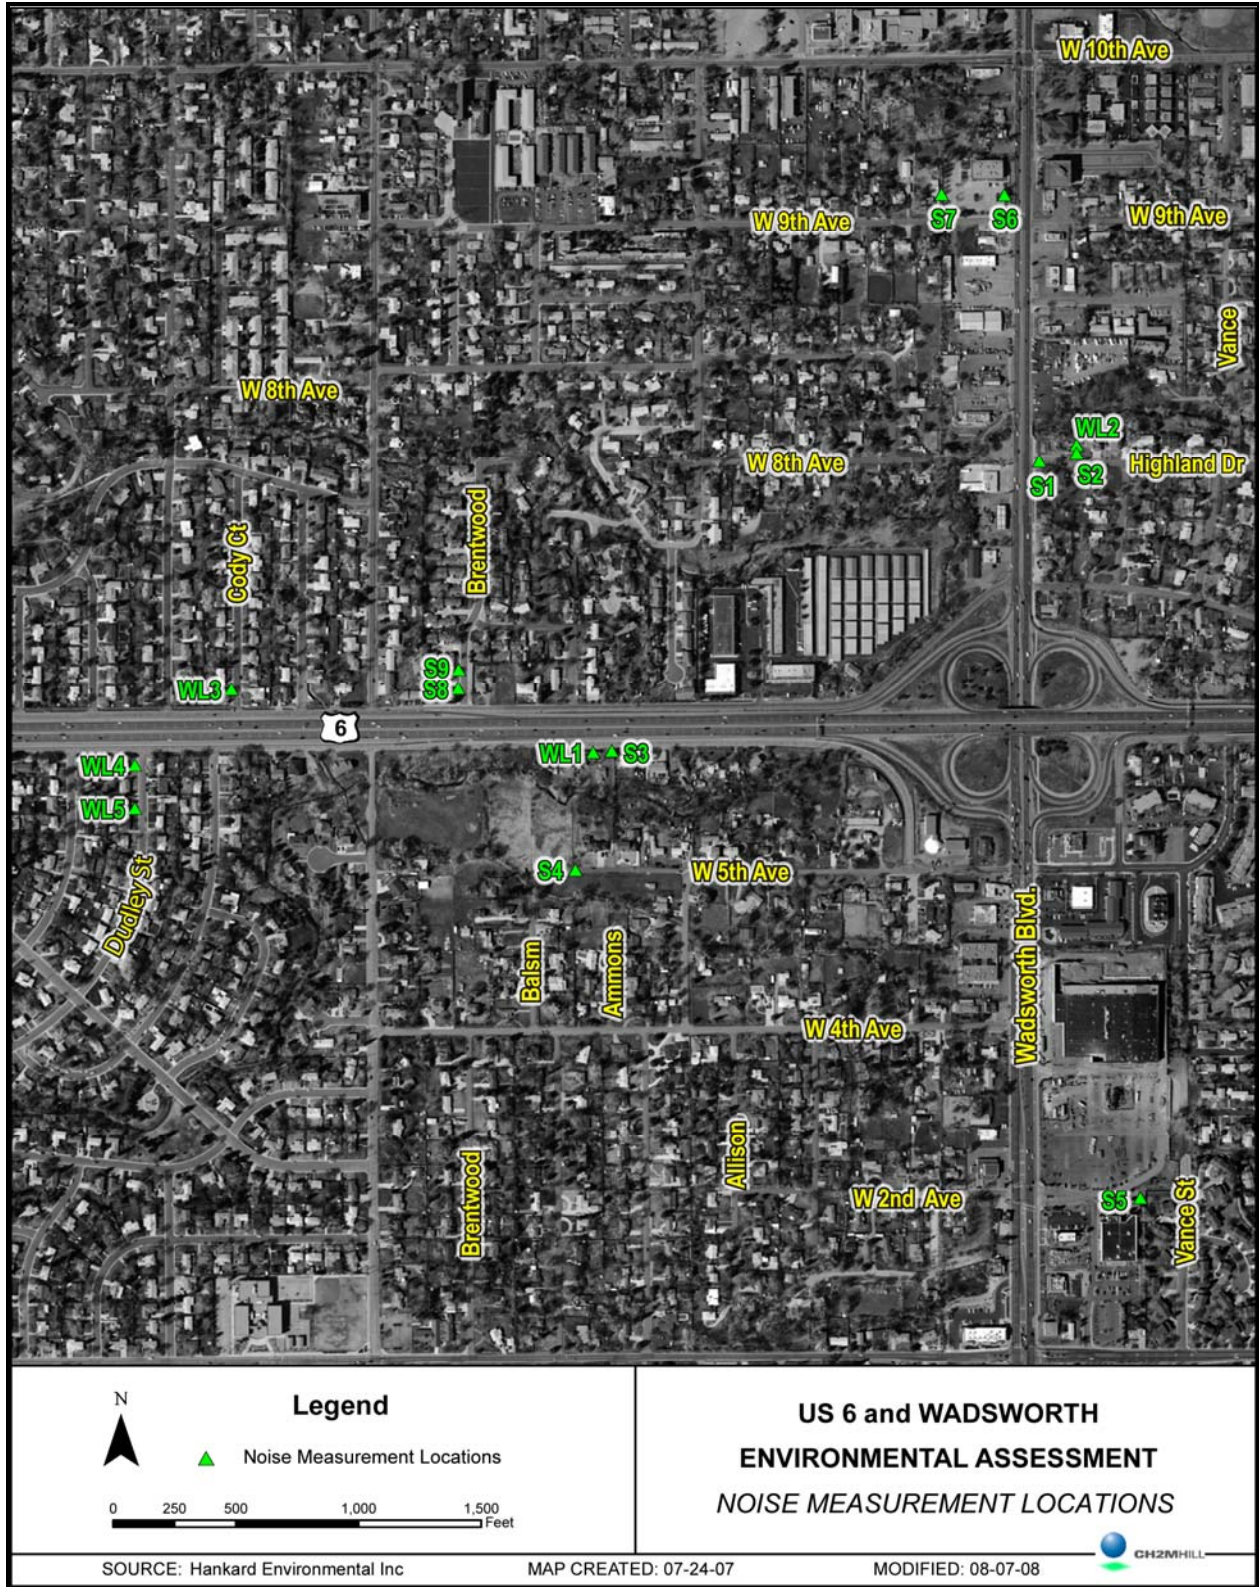 W 10th Ave
S7
S6
W 9th Ave
W 9th Ave
Vance
W 8th Ave
WL2
W 8th Ave
S1
S2
Highland Dr
Brentwood
Cody Ct
S9
WL3
S8
6
WL1
S3
WL4
WL5
S4
W 5th Ave
Dudley St
Wadsworth Blvd.
Balsm
Ammons
W 4th Ave
Allison
Brentwood
W 2nd Ave
S5
Vance St
N
Legend
Noise Measurement Locations
0 250 500 1,000 1,500
Feet
US 6 and WADSWORTH
ENVIRONMENTAL ASSESSMENT
NOISE MEASUREMENT LOCATIONS
CH2MHILL
SOURCE: Hankard Environmental Inc
MAP CREATED: 07-24-07
MODIFIED: 08-07-08